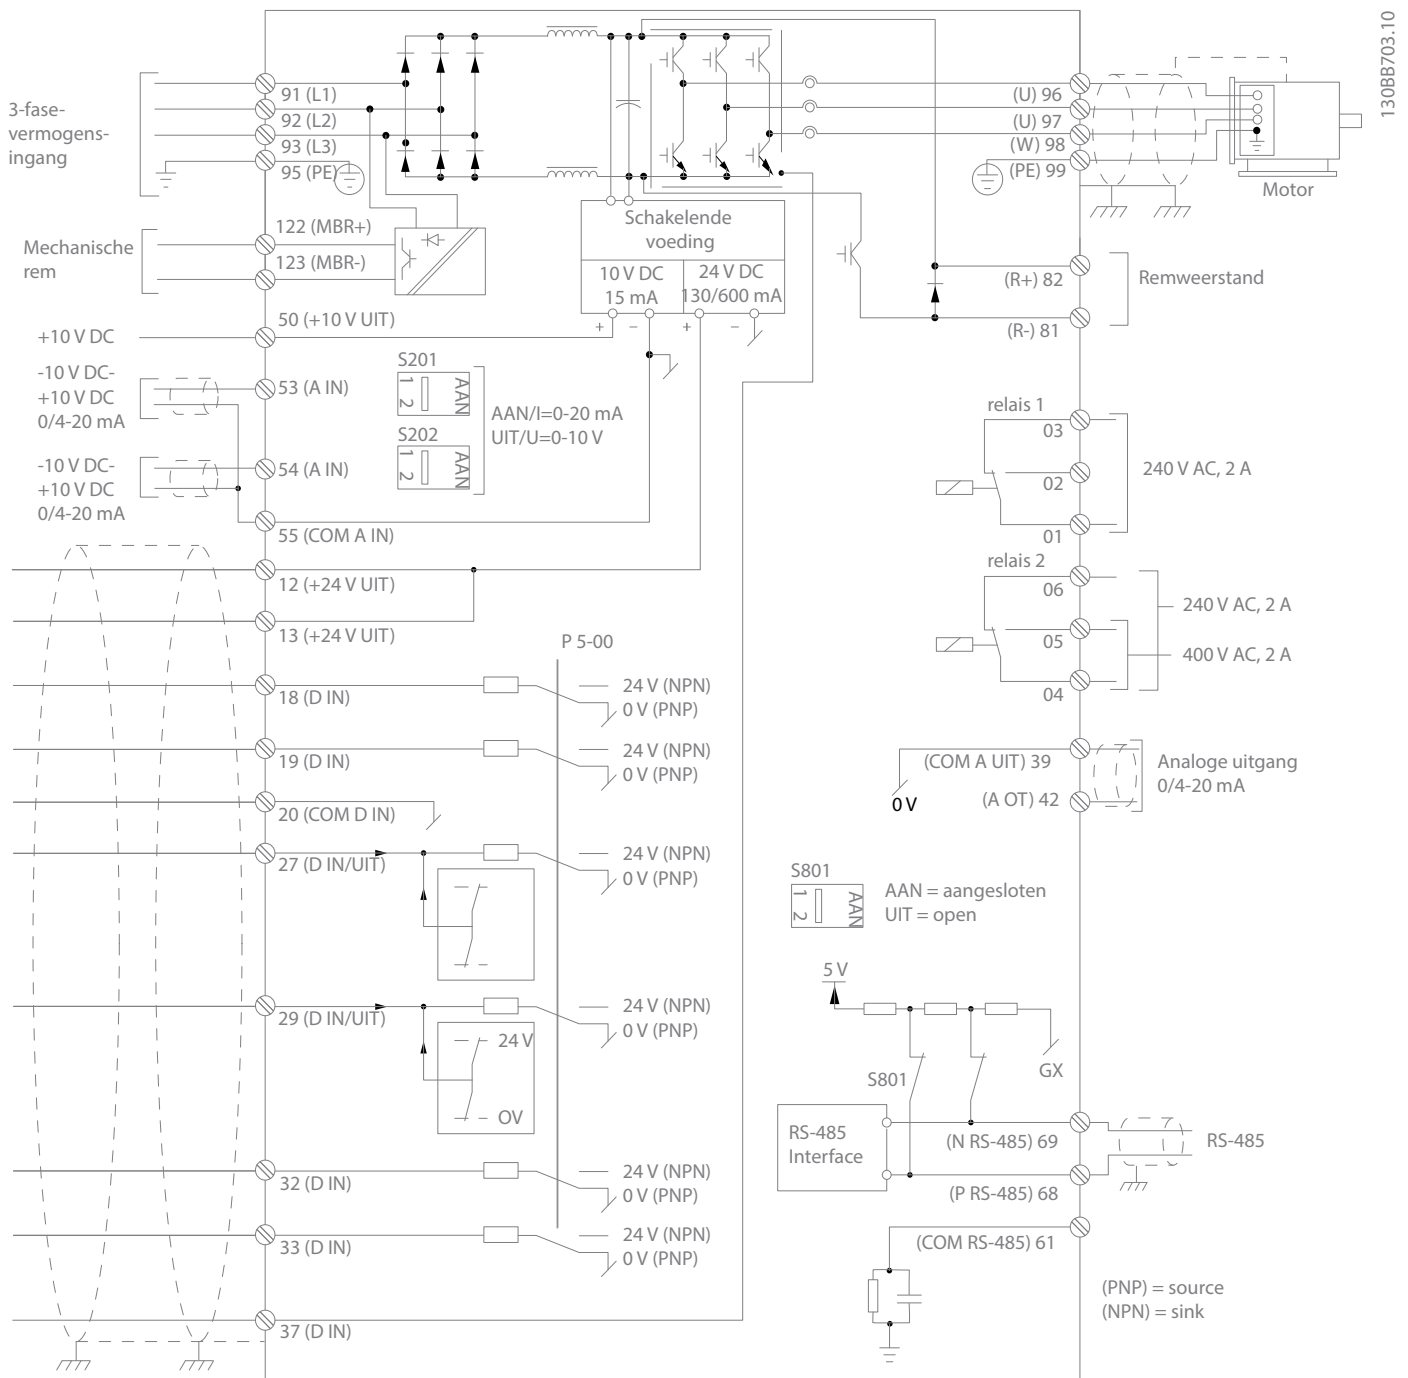 130BB703.10
3-fase-
vermogens-
ingang
91 (L1)
92 (L2)
93 (L3)
95 (PE)
(U) 96
(U) 97
(W) 98
(PE) 99
Motor
Mechanische
rem
122 (MBR+)
123 (MBR-)
Schakelende
voeding
10 V DC
15 mA
24 V DC
130/600 mA
+ - + -
(R+) 82
(R-) 81
Remweerstand
+10 V DC
50 (+10 V UIT)
-10 V DC-
+10 V DC
0/4-20 mA
53 (A IN)
S201
1 2
AAN
S202
1 2
AAN
AAN/I=0-20 mA
UIT/U=0-10 V
-10 V DC-
+10 V DC
0/4-20 mA
54 (A IN)
55 (COM A IN)
relais 1
03
02
01
240 V AC, 2 A
relais 2
06
05
04
240 V AC, 2 A
400 V AC, 2 A
12 (+24 V UIT)
13 (+24 V UIT)
P 5-00
18 (D IN)
24 V (NPN)
0 V (PNP)
19 (D IN)
24 V (NPN)
0 V (PNP)
20 (COM D IN)
27 (D IN/UIT)
24 V (NPN)
0 V (PNP)
29 (D IN/UIT)
24 V
OV
24 V (NPN)
0 V (PNP)
32 (D IN)
24 V (NPN)
0 V (PNP)
33 (D IN)
24 V (NPN)
0 V (PNP)
37 (D IN)
(COM A UIT) 39
0 V
(A OT) 42
Analoge uitgang
0/4-20 mA
S801
1 2
AAN
AAN = aangesloten
UIT = open
5 V
S801
GX
RS-485
Interface
(N RS-485) 69
(P RS-485) 68
RS-485
(COM RS-485) 61
(PNP) = source
(NPN) = sink